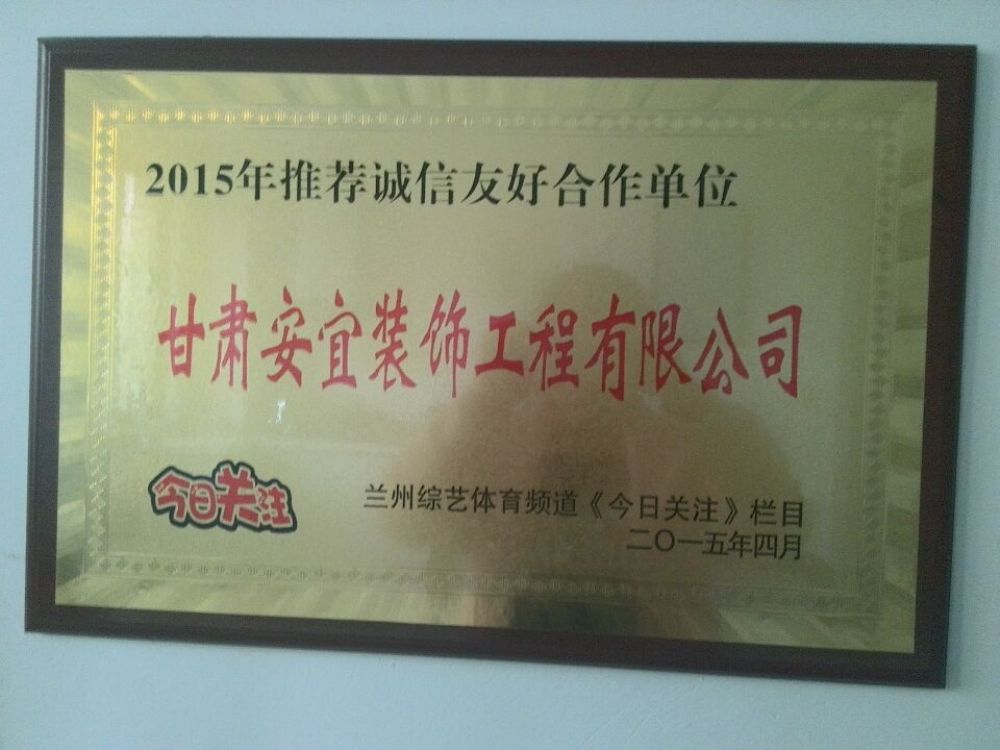 2015年推荐诚信友好合作单位
甘肃安宜装饰工程有限公司
今日关注
兰州综艺体育频道《今日关注》栏目
二〇一五年四月